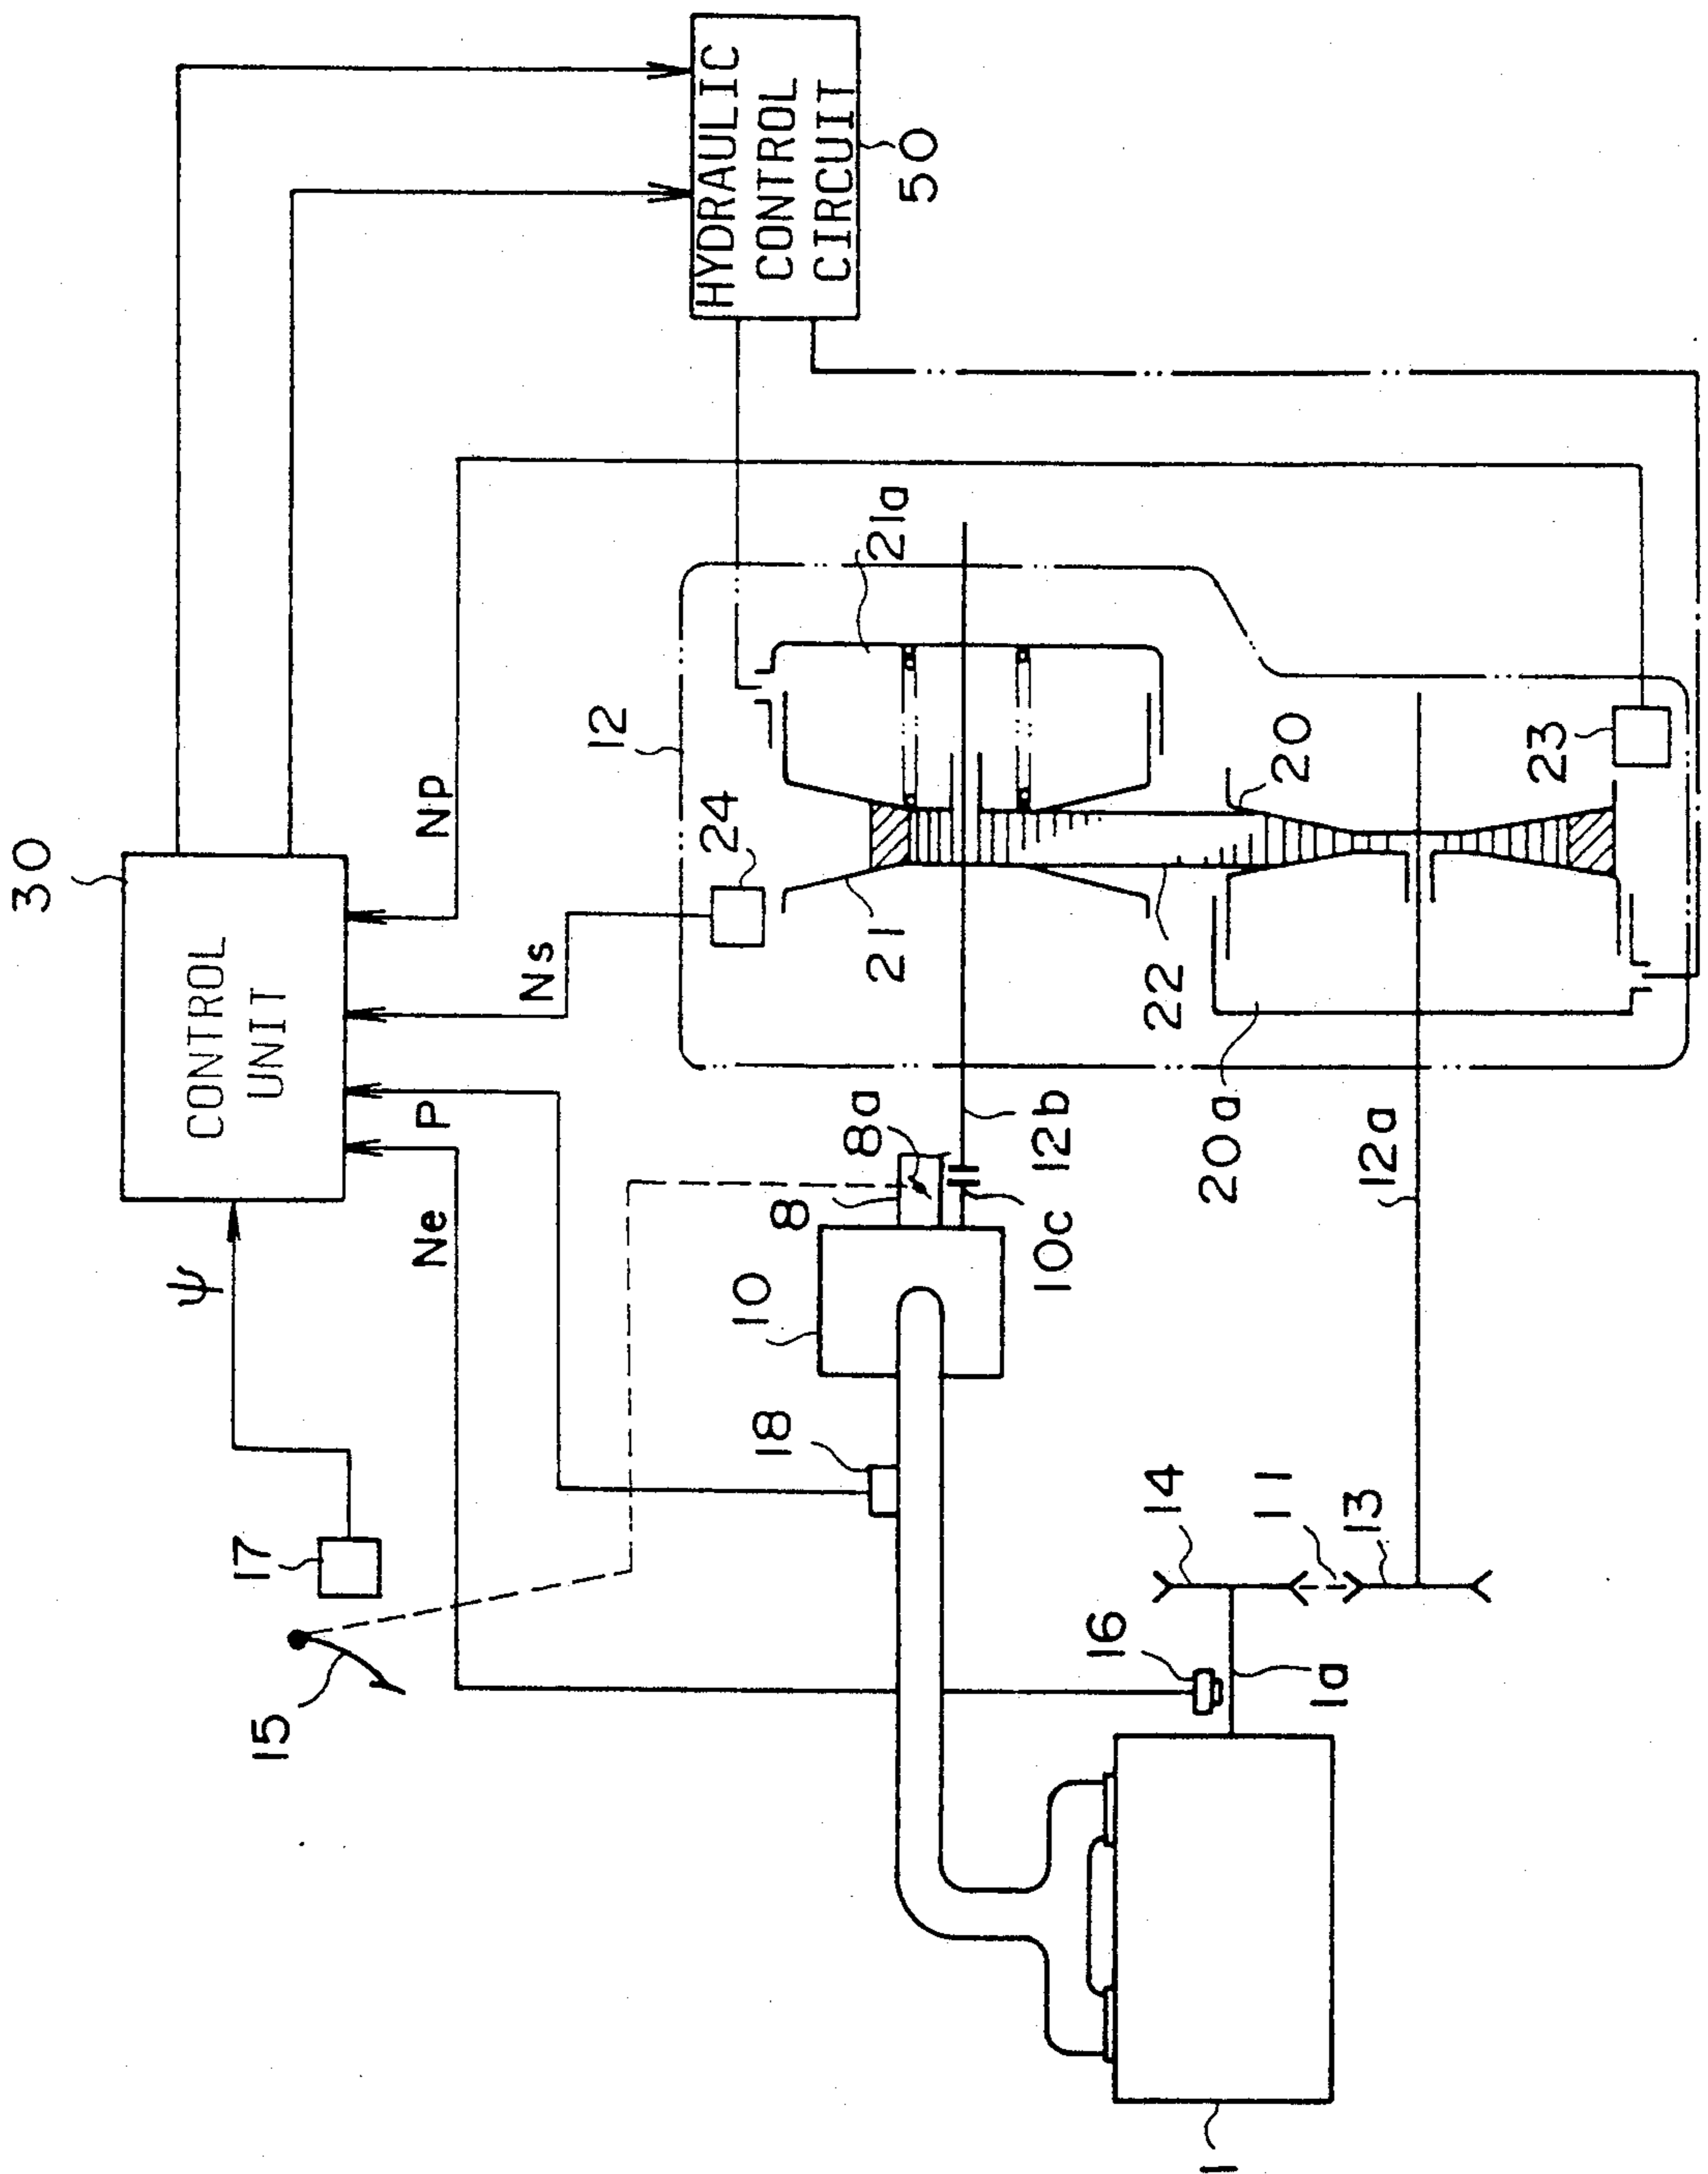 30
CONTROL
UNIT
ψ
17
15
Ne
P
Np
Ns
12
24
HYDRAULIC
CONTROL
CIRCUIT
50
18
10
8
8a
21
21a
10c
12b
16
14
22
1
20a
11
20
1a
13
12a
23